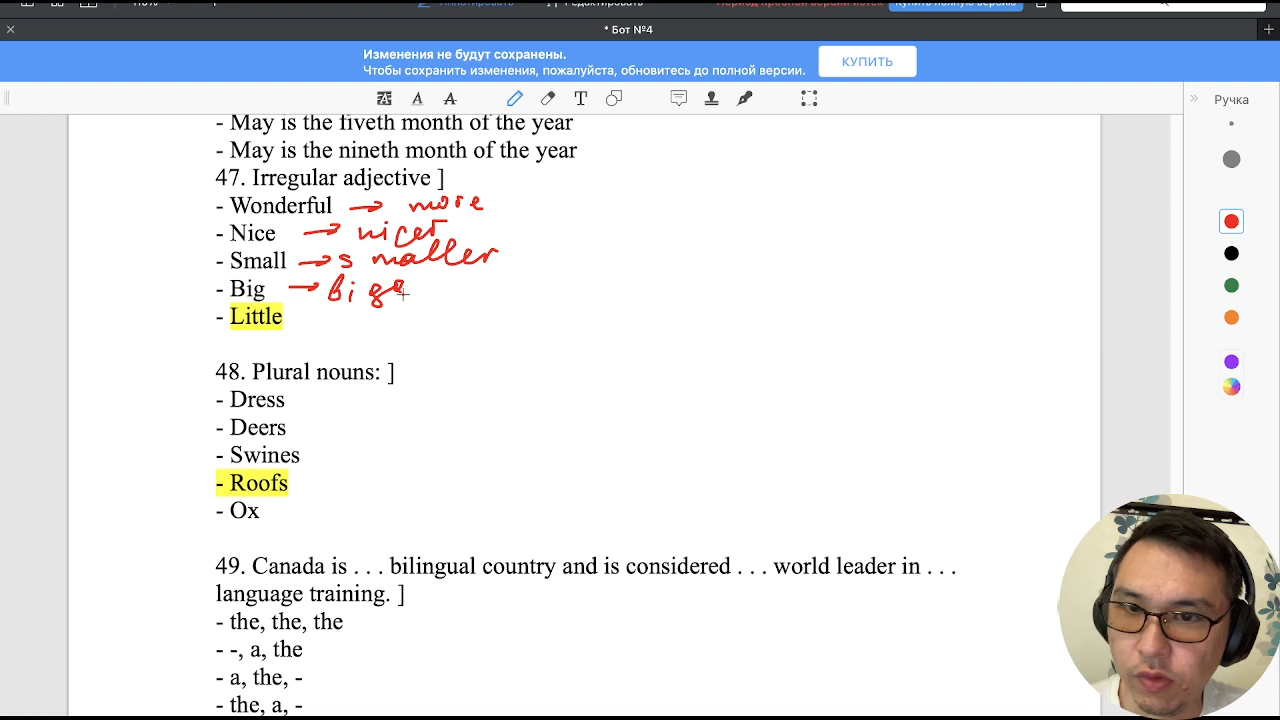 * Бот №4
Изменения не будут сохранены.
Чтобы сохранить изменения, пожалуйста, обновитесь до полной версии.
КУПИТЬ
Ручка
- May is the fiveth month of the year
- May is the nineth month of the year
47. Irregular adjective ]
- Wonderful → more
- Nice → nicer
- Small → smaller
- Big →
- Little
48. Plural nouns: ]
- Dress
- Deers
- Swines
- Roofs
- Ox
49. Canada is . . . bilingual country and is considered . . . world leader in . . .
language training. ]
- the, the, the
- -, a, the
- a, the, -
- the, a, -